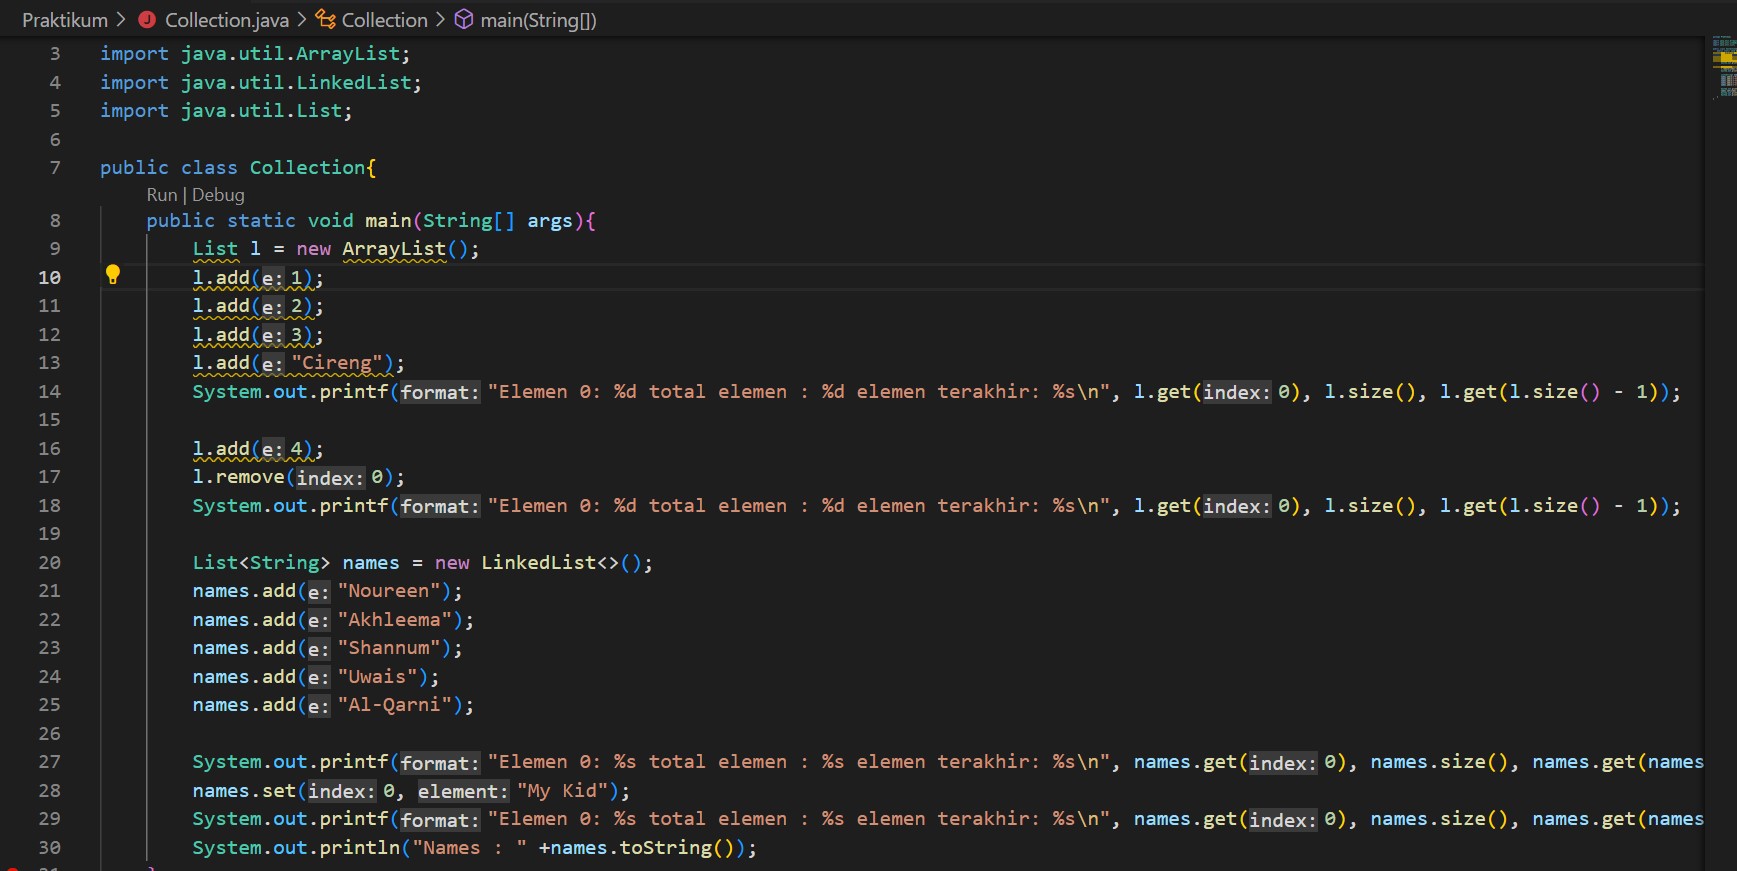 Praktikum > J Collection.java > Collection > main(String[])
3 import java.util.ArrayList;
4 import java.util.LinkedList;
5 import java.util.List;
6
7 public class Collection{
Run | Debug
8 public static void main(String[] args){
9 List l = new ArrayList();
10 l.add(e: 1);
11 l.add(e: 2);
12 l.add(e: 3);
13 l.add(e: "Cireng");
14 System.out.printf(format: "Elemen 0: %d total elemen : %d elemen terakhir: %s\n", l.get(index: 0), l.size(), l.get(l.size() - 1));
15
16 l.add(e: 4);
17 l.remove(index: 0);
18 System.out.printf(format: "Elemen 0: %d total elemen : %d elemen terakhir: %s\n", l.get(index: 0), l.size(), l.get(l.size() - 1));
19
20 List<String> names = new LinkedList<>();
21 names.add(e: "Noureen");
22 names.add(e: "Akhleema");
23 names.add(e: "Shannum");
24 names.add(e: "Uwais");
25 names.add(e: "Al-Qarni");
26
27 System.out.printf(format: "Elemen 0: %s total elemen : %s elemen terakhir: %s\n", names.get(index: 0), names.size(), names.get(names
28 names.set(index: 0, element: "My Kid");
29 System.out.printf(format: "Elemen 0: %s total elemen : %s elemen terakhir: %s\n", names.get(index: 0), names.size(), names.get(names
30 System.out.println("Names : " +names.toString());